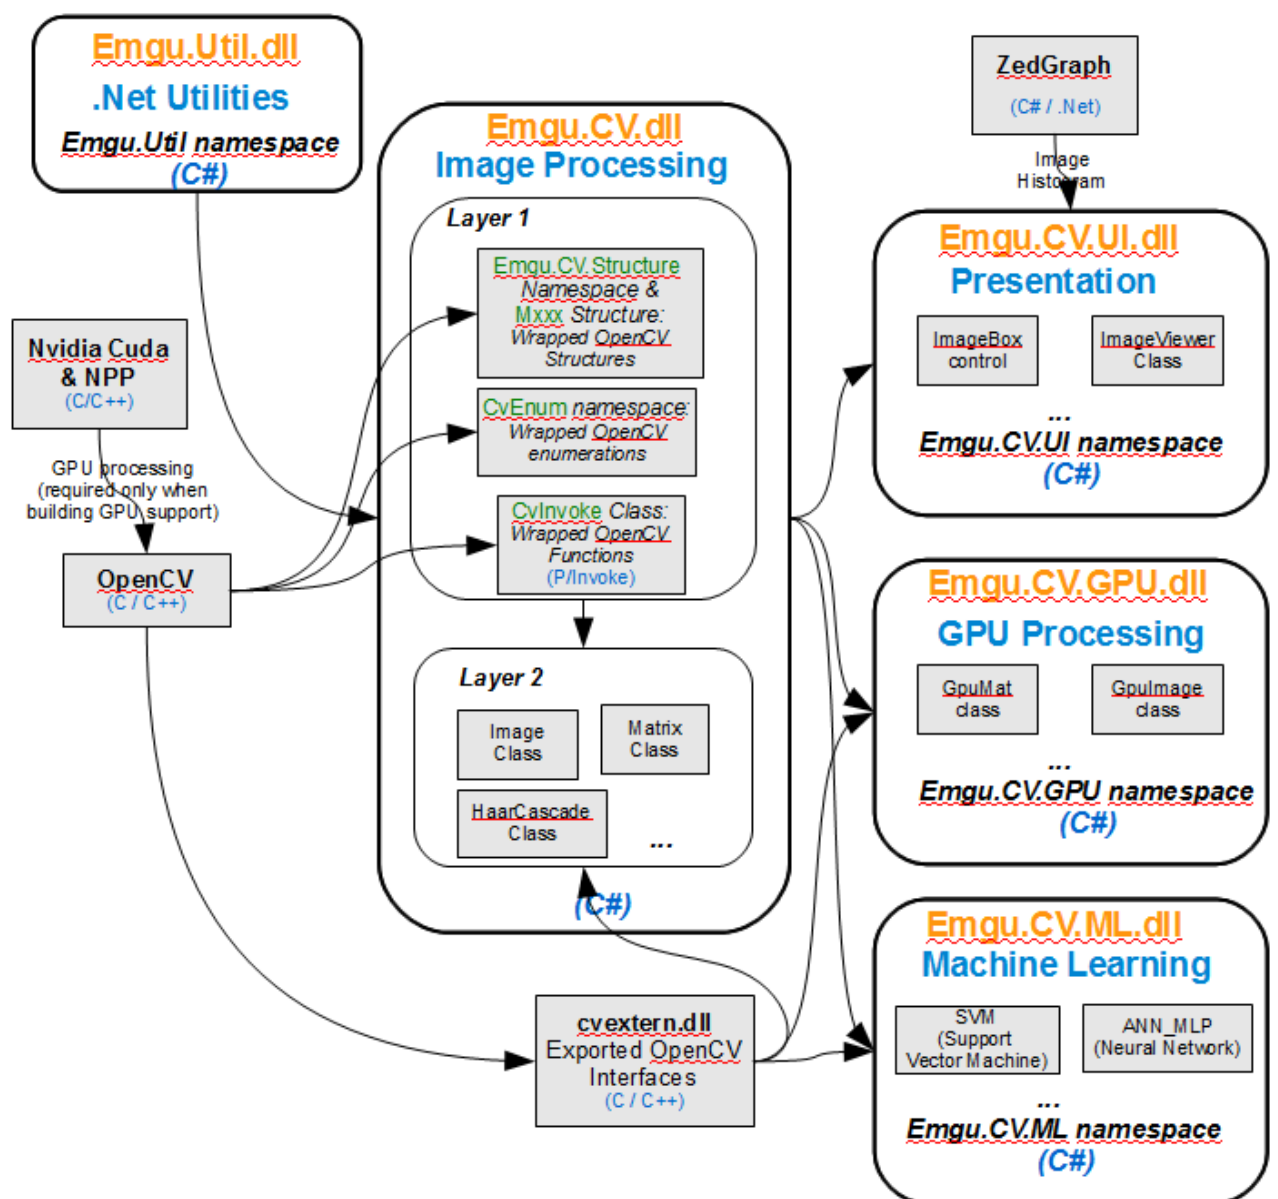 Emgu.Util.dll
.Net Utilities
Emgu.Util namespace
(C#)
Nvidia Cuda
& NPP
(C/C++)
GPU processing
(required only when
building GPU support)
OpenCV
(C / C++)
Emgu.CV.dll
Image Processing
Layer 1
Emgu.CV.Structure
Namespace &
Mxxx Structure:
Wrapped OpenCV
Structures
CvEnum namespace:
Wrapped OpenCV
enumerations
CvInvoke Class:
Wrapped OpenCV
Functions
(P/Invoke)
Layer 2
Image
Class
Matrix
Class
HaarCascade
Class
...
(C#)
cvextern.dll
Exported OpenCV
Interfaces
(C / C++)
ZedGraph
(C# / .Net)
Image
Histogram
Emgu.CV.UI.dll
Presentation
ImageBox
control
ImageViewer
Class
...
Emgu.CV.UI namespace
(C#)
Emgu.CV.GPU.dll
GPU Processing
GpuMat
class
GpuImage
class
...
Emgu.CV.GPU namespace
(C#)
Emgu.CV.ML.dll
Machine Learning
SVM
(Support
Vector Machine)
ANN_MLP
(Neural Network)
...
Emgu.CV.ML namespace
(C#)